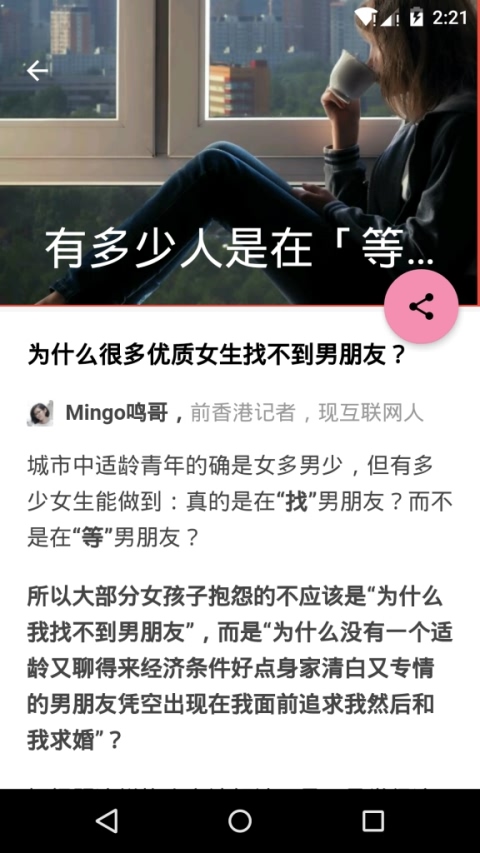 2:21
有多少人是在「等...
为什么很多优质女生找不到男朋友？
Mingo鸣哥，前香港记者，现互联网人
城市中适龄青年的确是女多男少，但有多
少女生能做到：真的是在“找”男朋友？而不
是在“等”男朋友？
所以大部分女孩子抱怨的不应该是“为什么
我找不到男朋友”，而是“为什么没有一个适
龄又聊得来经济条件好点身家清白又专情
的男朋友凭空出现在我面前追求我然后和
我求婚”？